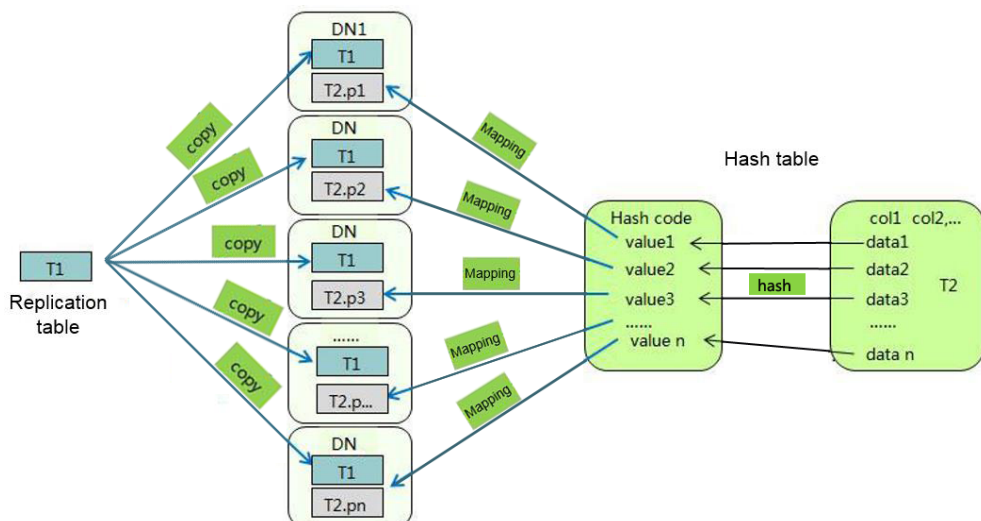 DN1
T1
T2.p1
DN
T1
T2.p2
DN
T1
T2.p3
......
T1
T2.p...
DN
T1
T2.pn
copy
copy
copy
copy
copy
T1
Replication
table
Mapping
Mapping
Mapping
Mapping
Mapping
Hash table
Hash code
value1
value2
value3
......
value n
hash
col1 col2,...
data1
data2
data3
......
data n
T2